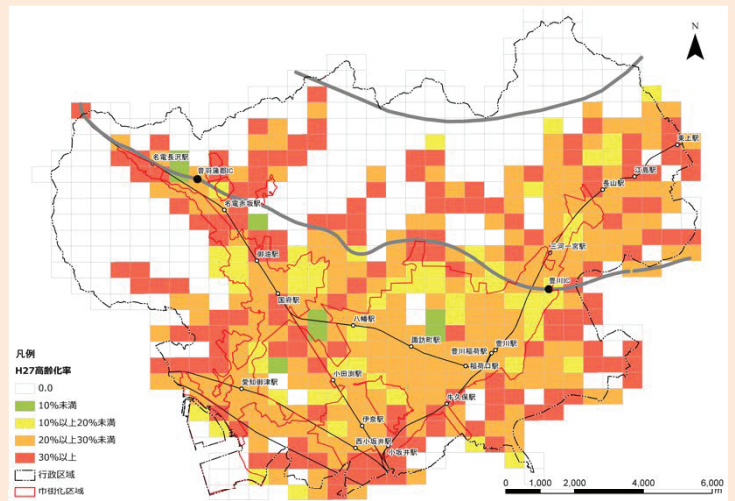 N
東上駅
江島駅
長山駅
名電長沢駅
音羽蒲郡IC
名電赤坂駅
三河一宮駅
御油駅
豊川IC
国府駅
八幡駅
諏訪町駅
豊川稲荷駅
豊川駅
稲荷口駅
小田渕駅
愛知御津駅
牛久保駅
伊奈駅
西小坂井駅
小坂井駅
凡例
H27高齢化率
0.0
10%未満
10%以上20%未満
20%以上30%未満
30%以上
行政区域
市街化区域
0 1,000 2,000 4,000 6,000
m